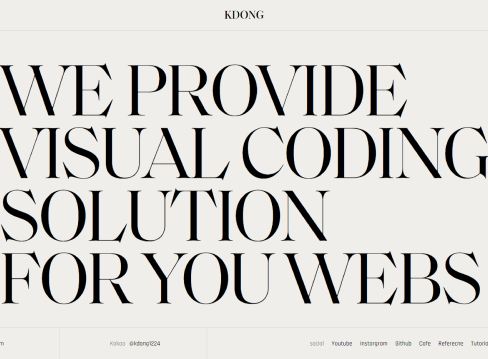 KDONG
WE PROVIDE
VISUAL CODING
SOLUTION
FOR YOU WEBS
m Kakao @kdong1224 social Youtube Instargram Github Cafe Referecne Tutoria